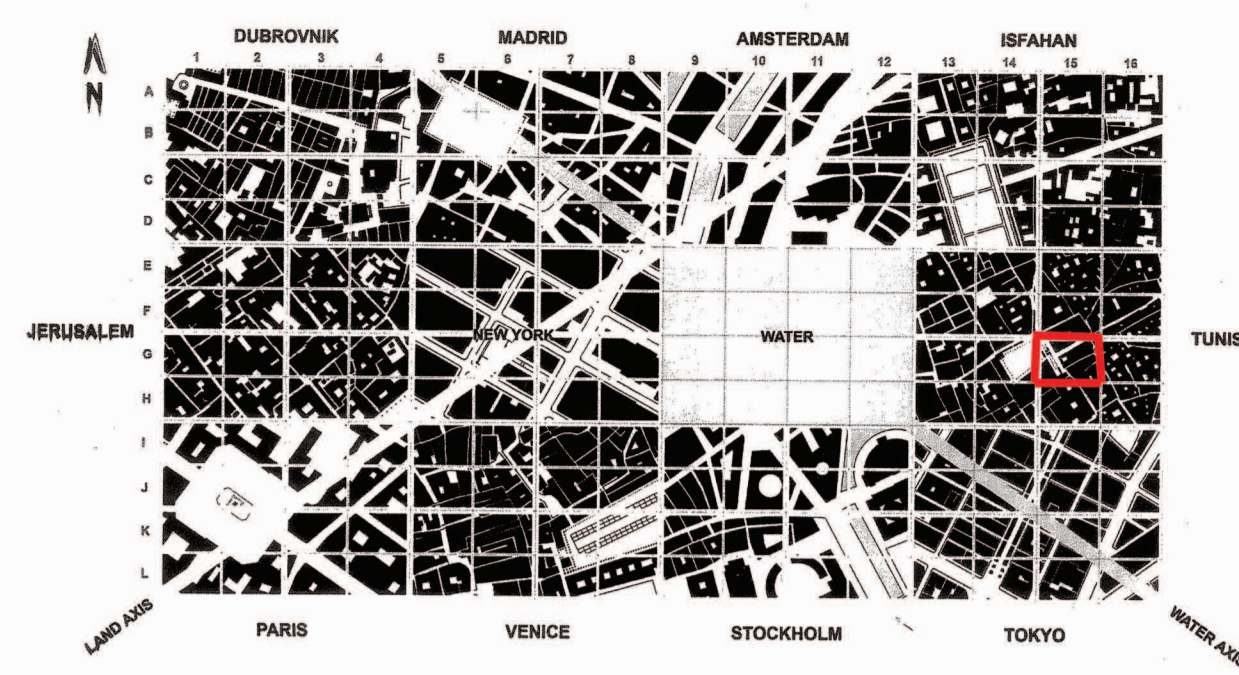 DUBROVNIK MADRID AMSTERDAM ISFAHAN
1 2 3 4 5 6 7 8 9 10 11 12 13 14 15 16
N
A
B
C
D
E
F
JERUSALEM NEW YORK WATER TUNIS
G
H
I
J
K
L
LAND AXIS
PARIS VENICE STOCKHOLM TOKYO
WATER AXIS